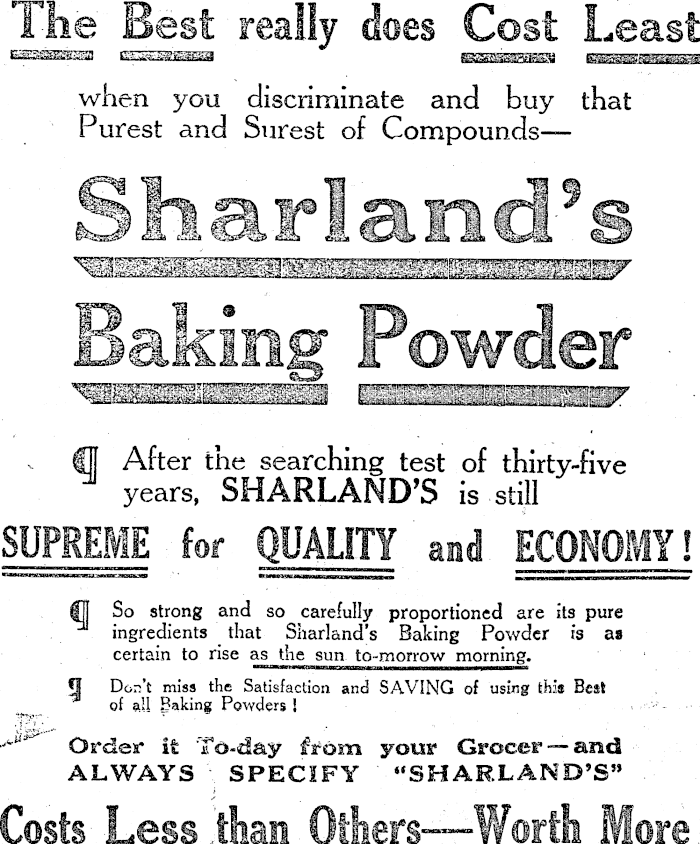 The Best really does Cost Least
when you discriminate and buy that
Purest and Surest of Compounds—
Sharland's
Baking Powder
¶ After the searching test of thirty-five
years, SHARLAND'S is still
SUPREME for QUALITY and ECONOMY!
¶ So strong and so carefully proportioned are its pure
ingredients that Sharland's Baking Powder is as
certain to rise as the sun to-morrow morning.
¶ Don't miss the Satisfaction and SAVING of using this Best
of all Baking Powders!
Order it To-day from your Grocer—and
ALWAYS SPECIFY "SHARLAND'S"
Costs Less than Others—Worth More